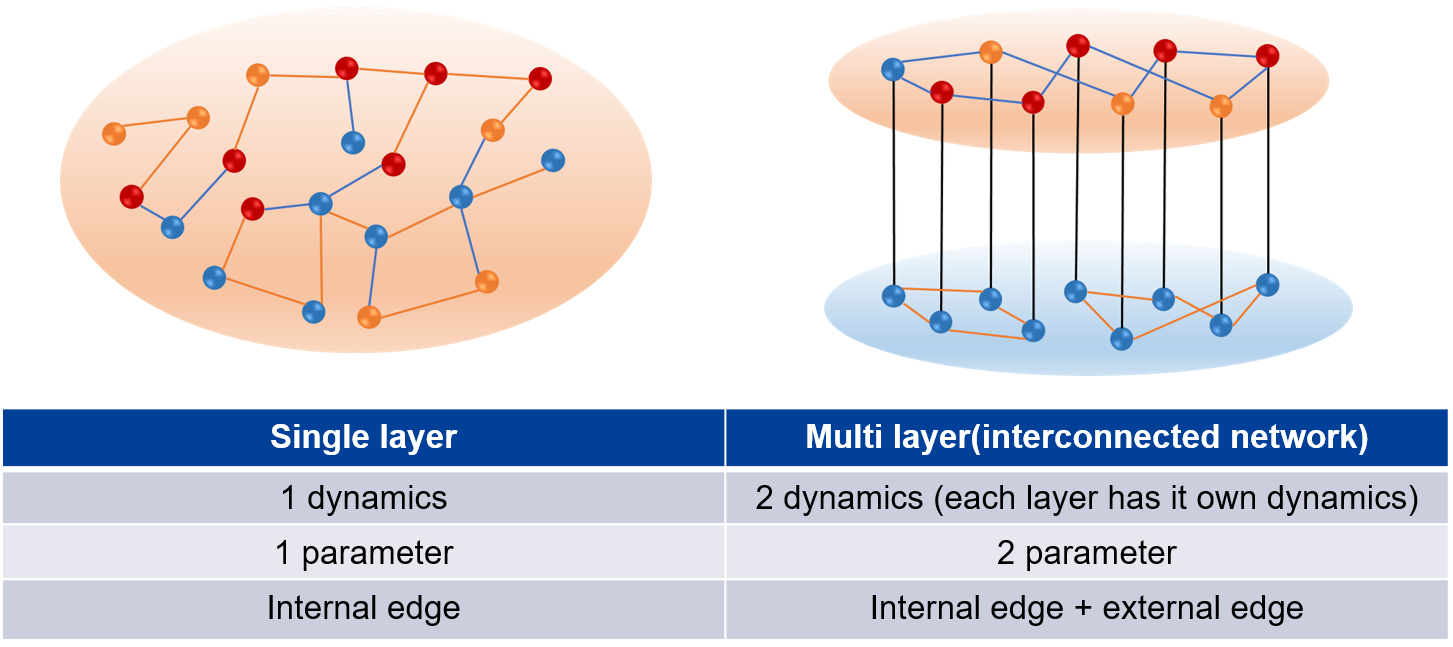 Single layer
Multi layer(interconnected network)
1 dynamics
2 dynamics (each layer has it own dynamics)
1 parameter
2 parameter
Internal edge
Internal edge + external edge